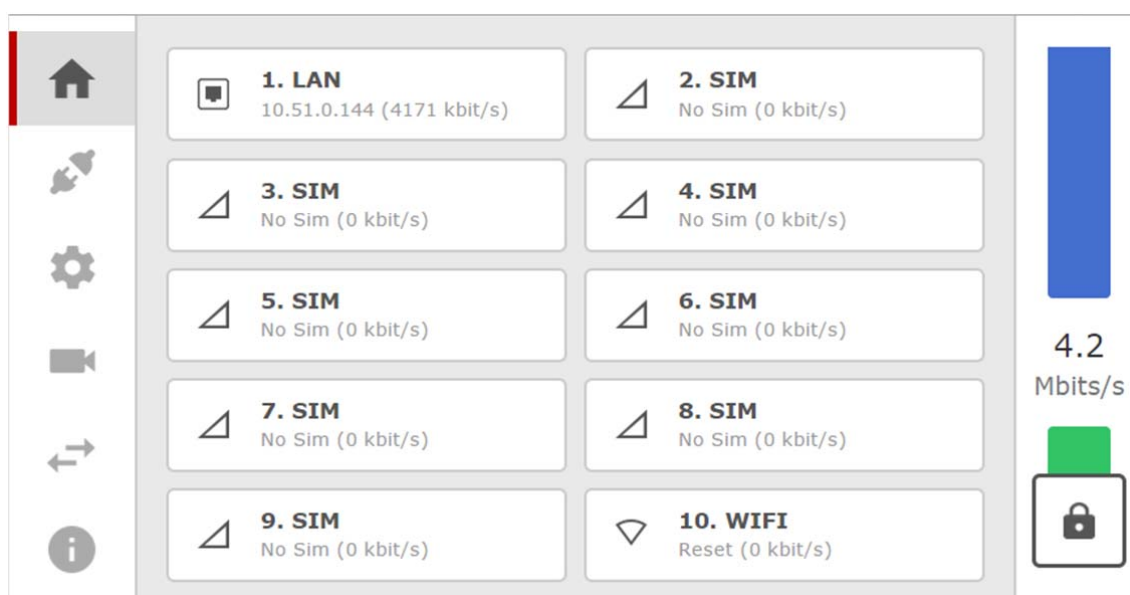 1. LAN
10.51.0.144 (4171 kbit/s)
2. SIM
No Sim (0 kbit/s)
3. SIM
No Sim (0 kbit/s)
4. SIM
No Sim (0 kbit/s)
5. SIM
No Sim (0 kbit/s)
6. SIM
No Sim (0 kbit/s)
7. SIM
No Sim (0 kbit/s)
8. SIM
No Sim (0 kbit/s)
9. SIM
No Sim (0 kbit/s)
10. WIFI
Reset (0 kbit/s)
4.2
Mbits/s